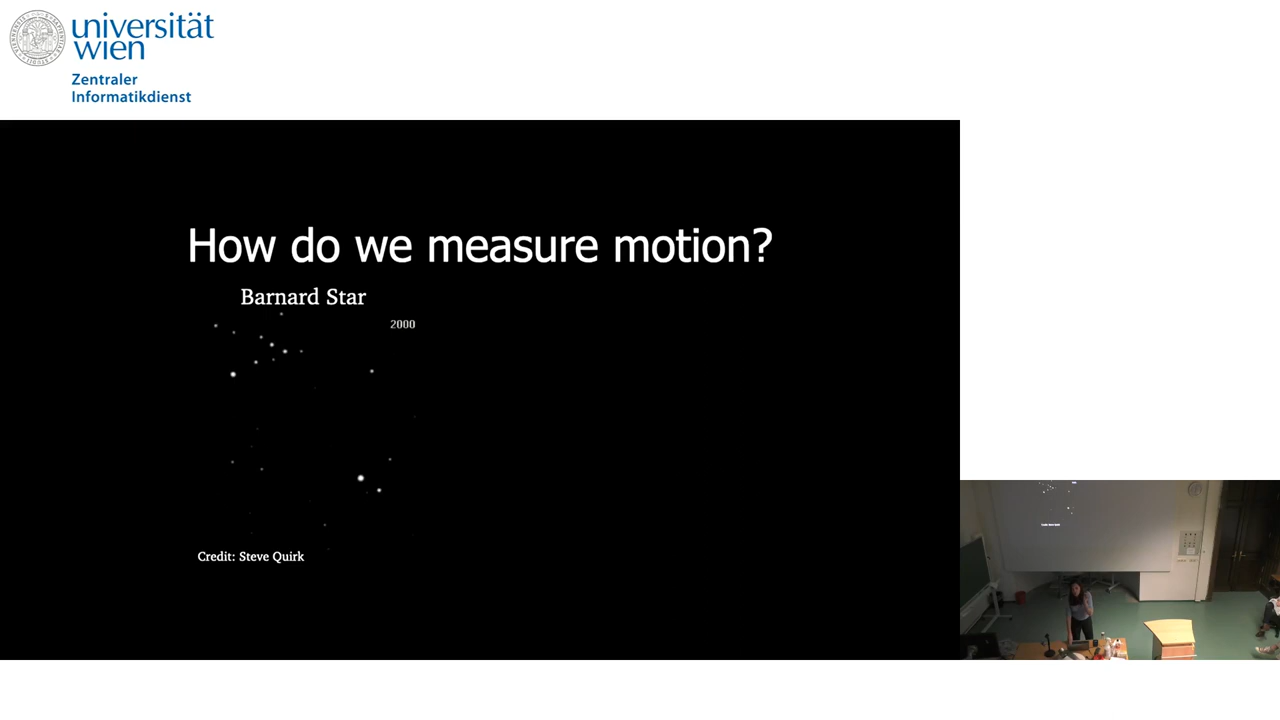 universität
wien
Zentraler
Informatikdienst
How do we measure motion?
Barnard Star
2000
Credit: Steve Quirk